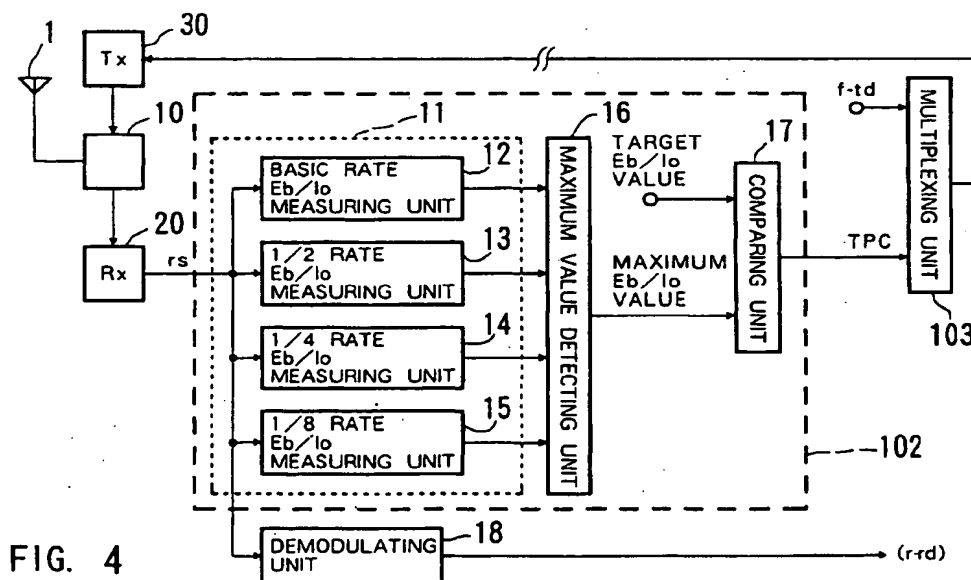 1
30
Tx
10
20
Rx
rs
11
12
BASIC RATE
Eb/Io
MEASURING UNIT
13
1/2 RATE
Eb/Io
MEASURING UNIT
14
1/4 RATE
Eb/Io
MEASURING UNIT
15
1/8 RATE
Eb/Io
MEASURING UNIT
16
MAXIMUM VALUE DETECTING UNIT
TARGET
Eb/Io
VALUE
MAXIMUM
Eb/Io
VALUE
17
COMPARING UNIT
f-td
TPC
MULTIPLEXING UNIT
103
102
18
DEMODULATING
UNIT
(r-rd)
FIG. 4